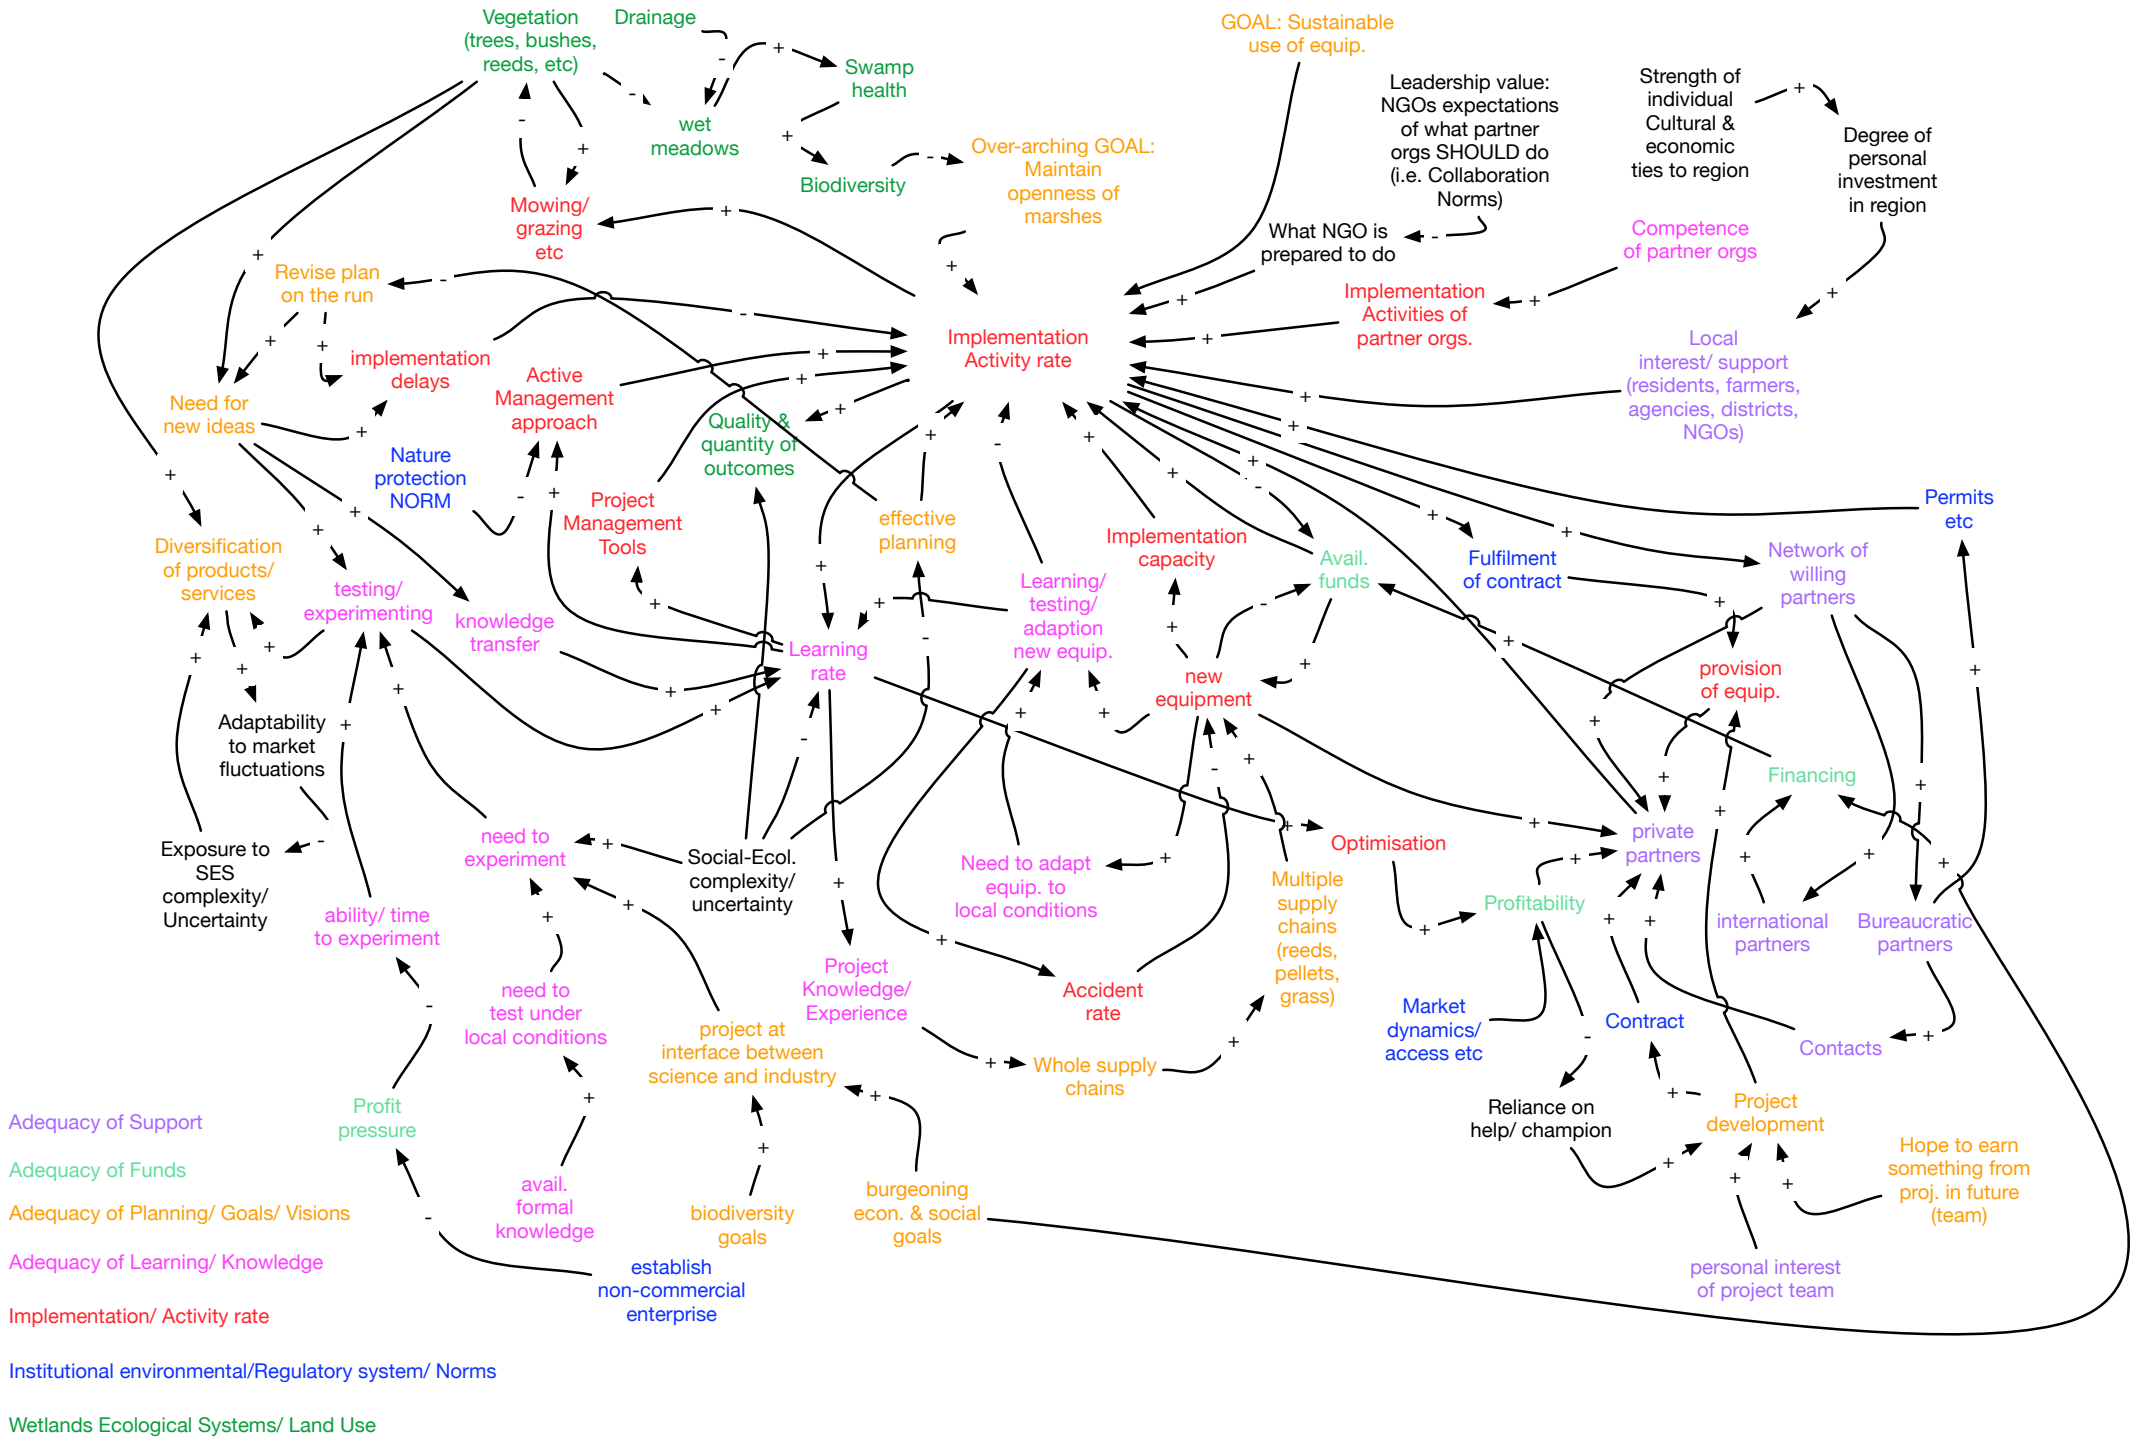 Vegetation
(trees, bushes,
reeds, etc)
Drainage
Swamp
health
wet
meadows
Biodiversity
GOAL: Sustainable
use of equip.
Over-arching GOAL:
Maintain
openness of
marshes
Leadership value:
NGOs expectations
of what partner
orgs SHOULD do
(i.e. Collaboration
Norms)
What NGO is
prepared to do
Strength of
individual
Cultural &
economic
ties to region
Degree of
personal
investment
in region
Competence
of partner orgs
Implementation
Activities of
partner orgs.
Local
interest/ support
(residents, farmers,
agencies, districts,
NGOs)
Mowing/
grazing
etc
Revise plan
on the run
implementation
delays
Active
Management
approach
Implementation
Activity rate
Need for
new ideas
Nature
protection
NORM
Quality &
quantity of
outcomes
Project
Management
Tools
effective
planning
Implementation
capacity
Avail.
funds
Fulfilment
of contract
Network of
willing
partners
Permits
etc
Diversification
of products/
services
testing/
experimenting
knowledge
transfer
Learning
rate
Learning/
testing/
adaption
new equip.
new
equipment
provision
of equip.
Financing
Adaptability
to market
fluctuations
Exposure to
SES
complexity/
Uncertainty
need to
experiment
Social-Ecol.
complexity/
uncertainty
Need to adapt
equip. to
local conditions
Multiple
supply
chains
(reeds,
pellets,
grass)
Optimisation
Profitability
private
partners
international
partners
Bureaucratic
partners
ability/ time
to experiment
need to
test under
local conditions
project at
interface between
science and industry
Project
Knowledge/
Experience
Accident
rate
Whole supply
chains
Market
dynamics/
access etc
Contract
Contacts
Reliance on
help/ champion
Project
development
Hope to earn
something from
proj. in future
(team)
personal interest
of project team
Profit
pressure
avail.
formal
knowledge
biodiversity
goals
burgeoning
econ. & social
goals
establish
non-commercial
enterprise
Adequacy of Support
Adequacy of Funds
Adequacy of Planning/ Goals/ Visions
Adequacy of Learning/ Knowledge
Implementation/ Activity rate
Institutional environmental/Regulatory system/ Norms
Wetlands Ecological Systems/ Land Use